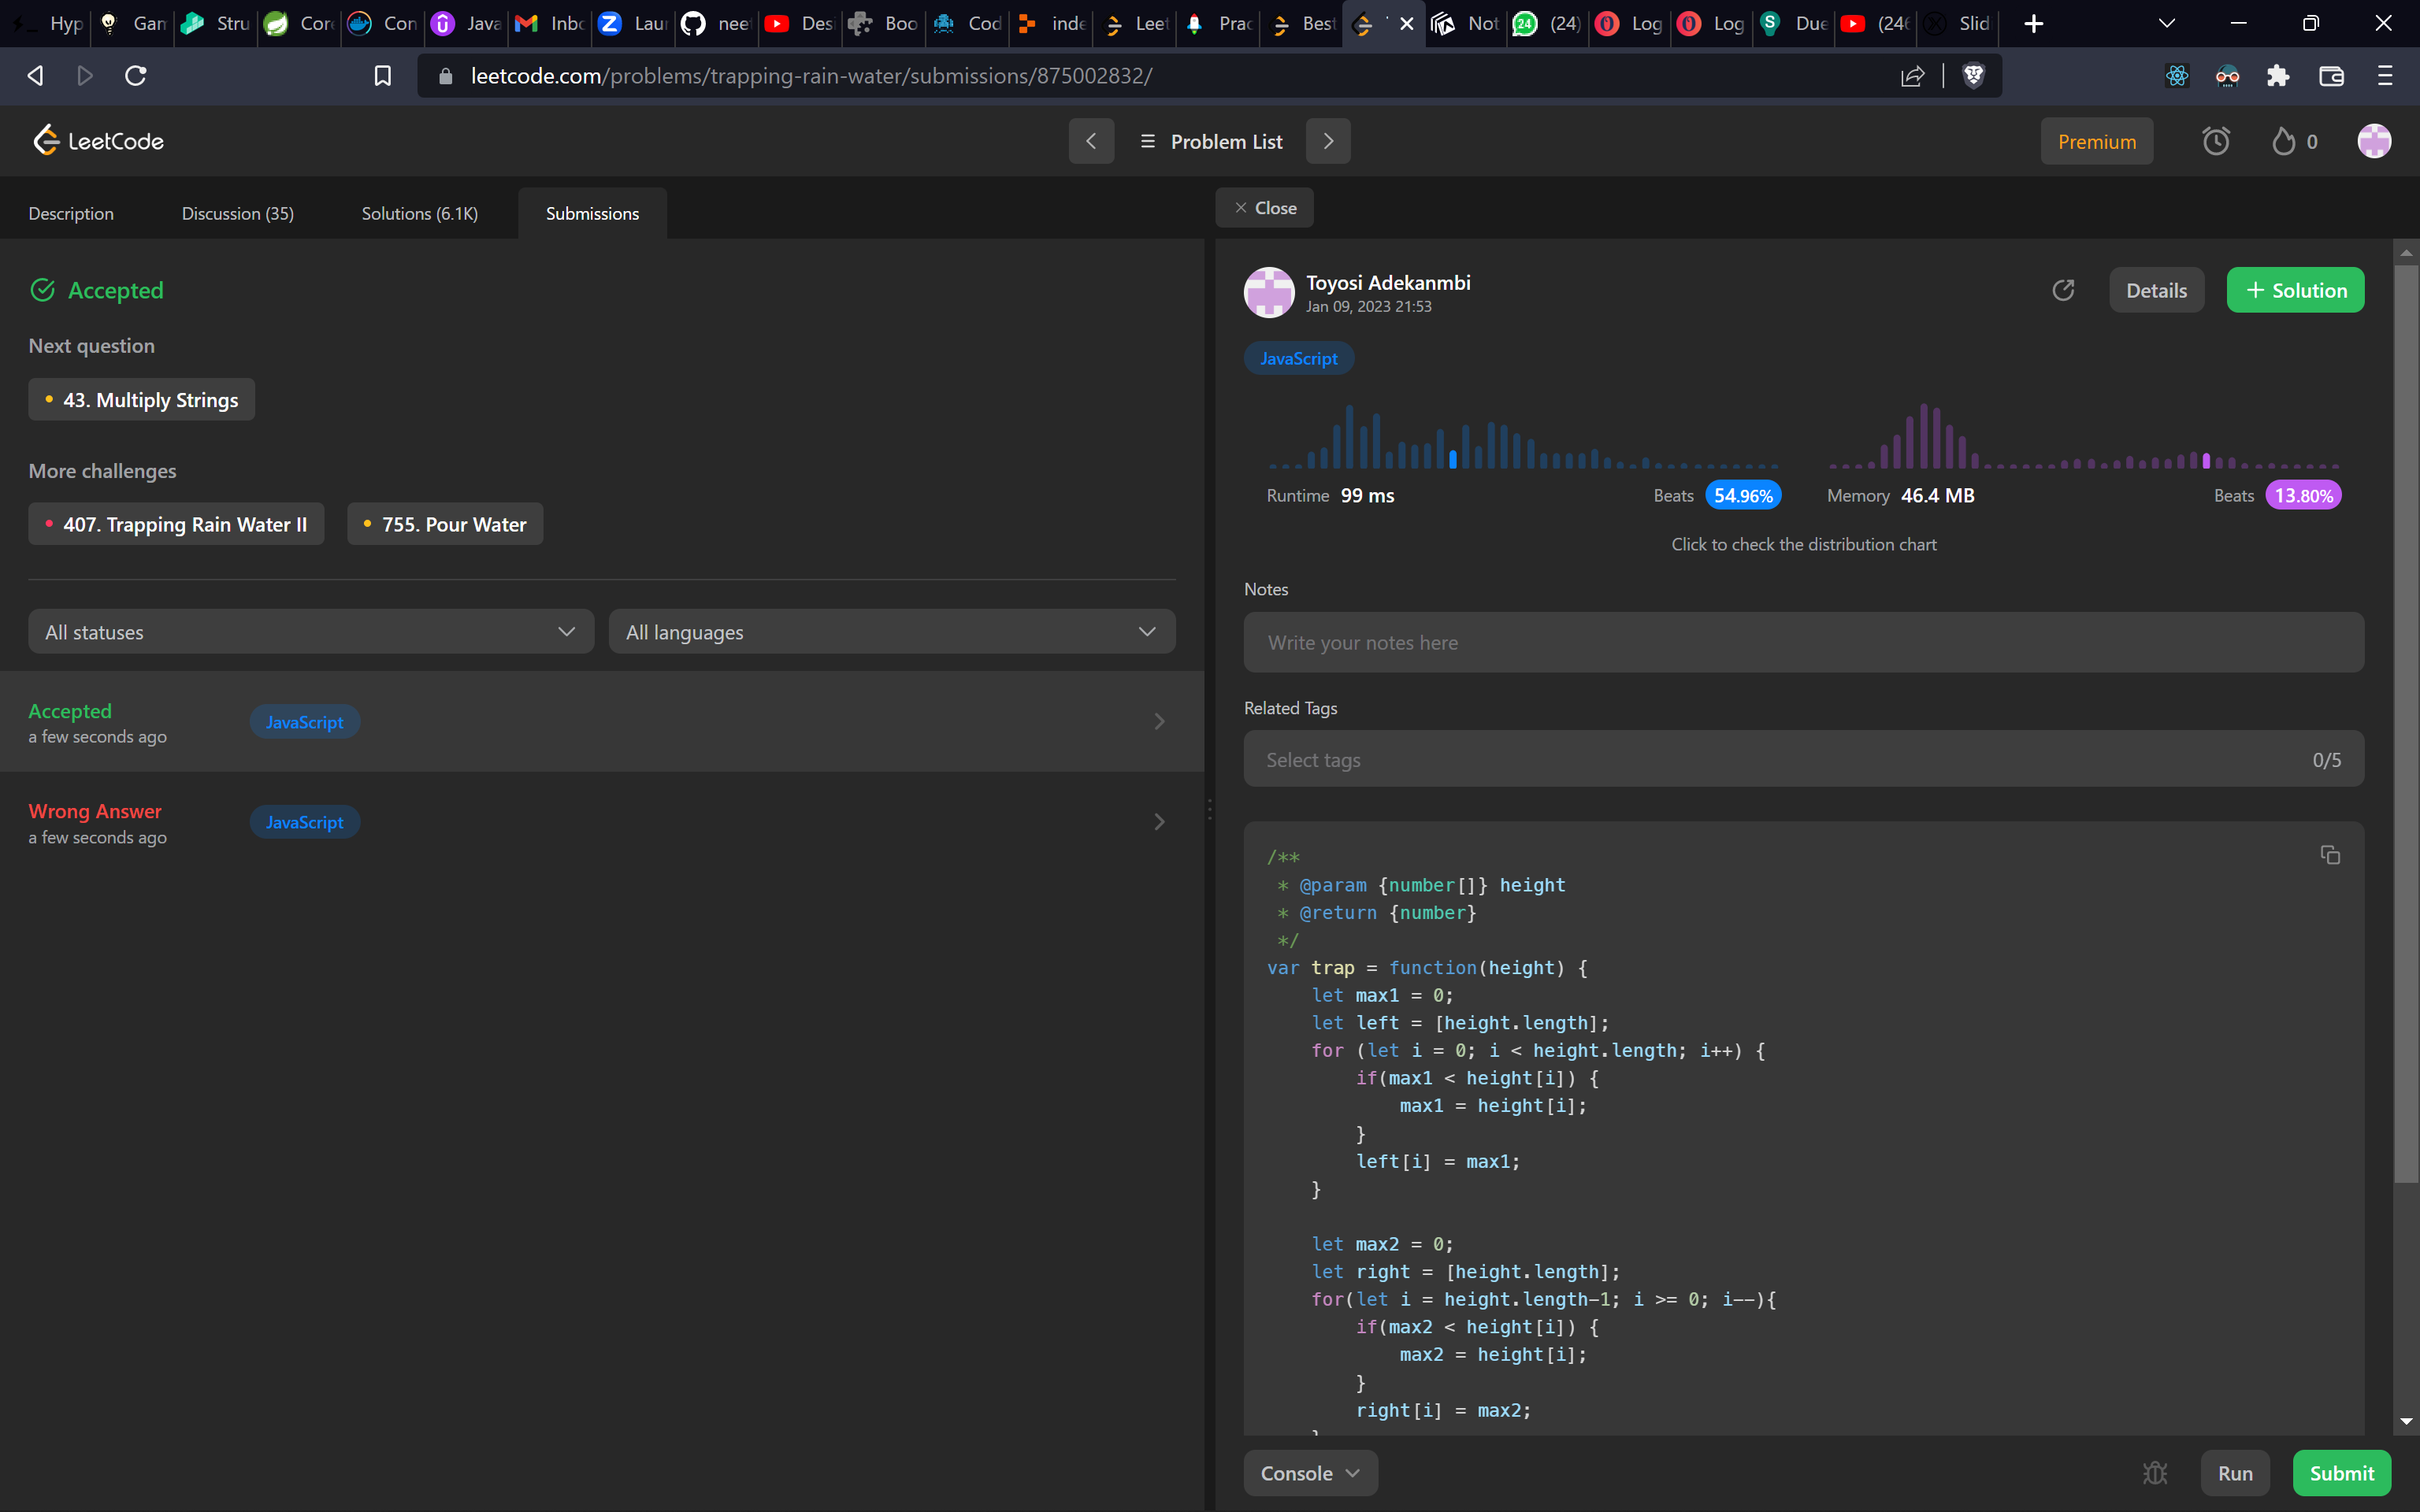 Hyp Gam Stru Core Con Java Inbo Z Laun neet Desi Boo Cod inde Leet Prac Best Not 24 (24) Log Log S Due (246 Slid
leetcode.com/problems/trapping-rain-water/submissions/875002832/
LeetCode
Problem List
Premium
0
Description Discussion (35) Solutions (6.1K) Submissions
Close
Accepted
Next question
43. Multiply Strings
More challenges
407. Trapping Rain Water II 755. Pour Water
All statuses All languages
Accepted
a few seconds ago
JavaScript
Wrong Answer
a few seconds ago
JavaScript
Toyosi Adekanmbi
Jan 09, 2023 21:53
Details
+ Solution
JavaScript
Runtime 99 ms Beats 54.96% Memory 46.4 MB Beats 13.80%
Click to check the distribution chart
Notes
Write your notes here
Related Tags
Select tags 0/5
/**
 * @param {number[]} height
 * @return {number}
 */
var trap = function(height) {
    let max1 = 0;
    let left = [height.length];
    for (let i = 0; i < height.length; i++) {
        if(max1 < height[i]) {
            max1 = height[i];
        }
        left[i] = max1;
    }
    let max2 = 0;
    let right = [height.length];
    for(let i = height.length-1; i >= 0; i--){
        if(max2 < height[i]) {
            max2 = height[i];
        }
        right[i] = max2;
    }
Console
Run
Submit